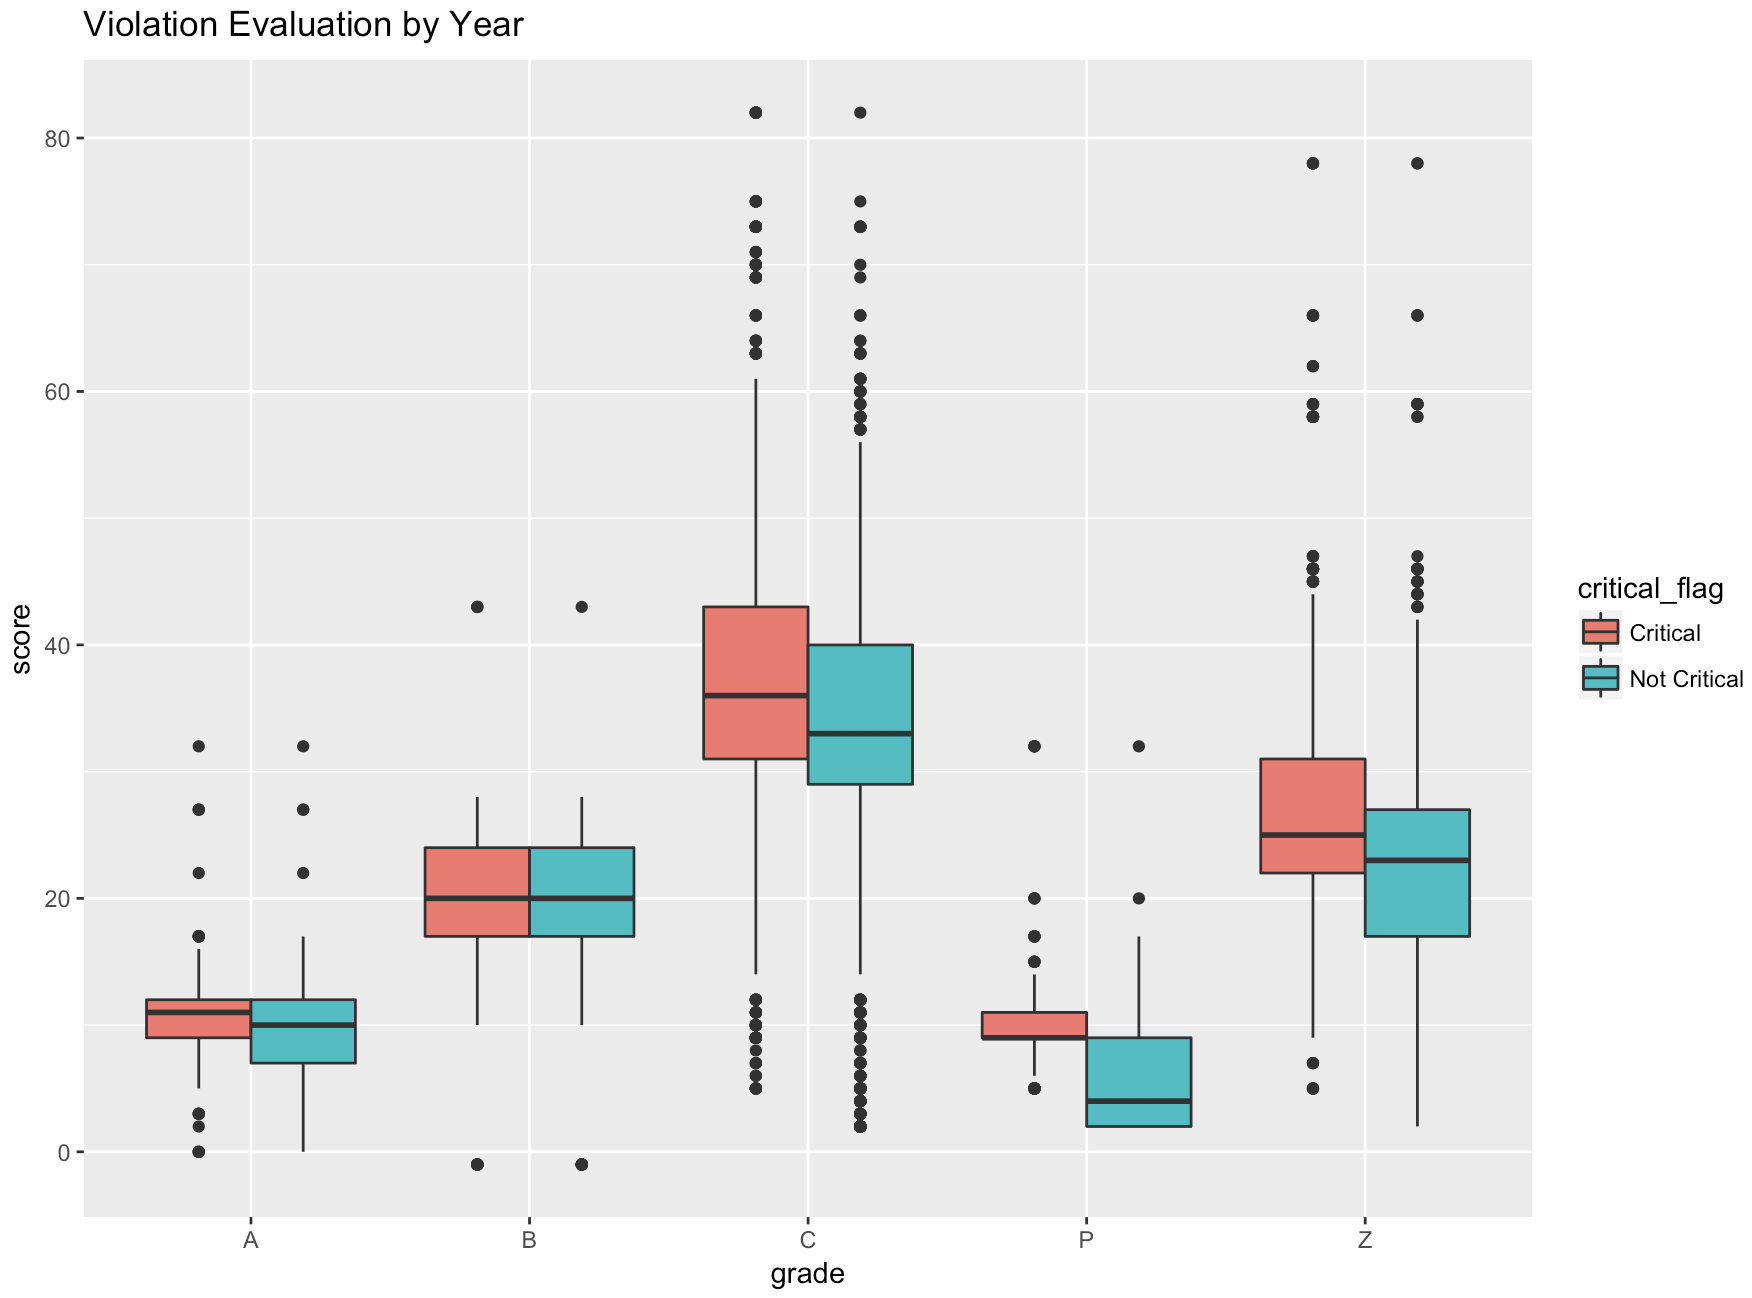 Violation Evaluation by Year
80
60
40
20
0
score
A
B
C
P
Z
grade
critical_flag
Critical
Not Critical